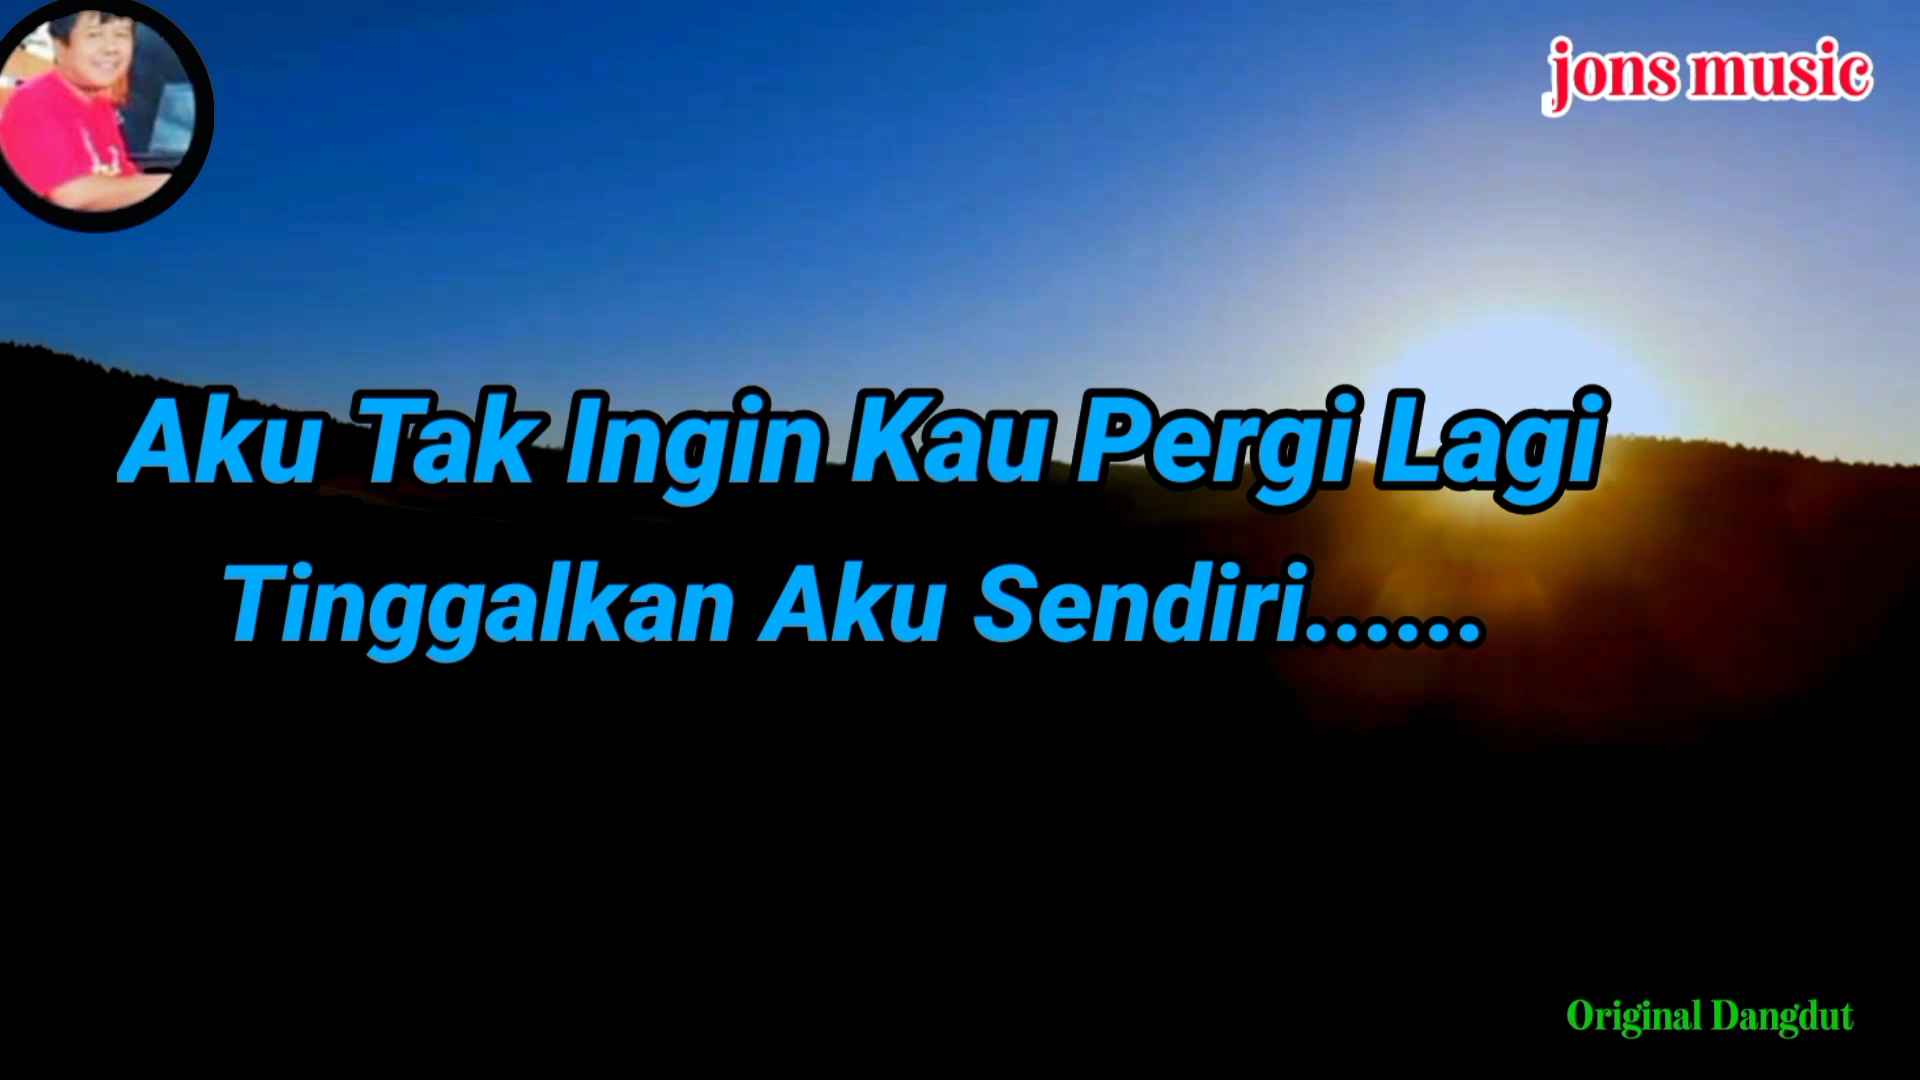 jons music
Aku Tak Ingin Kau Pergi Lagi
Tinggalkan Aku Sendiri......
Original Dangdut